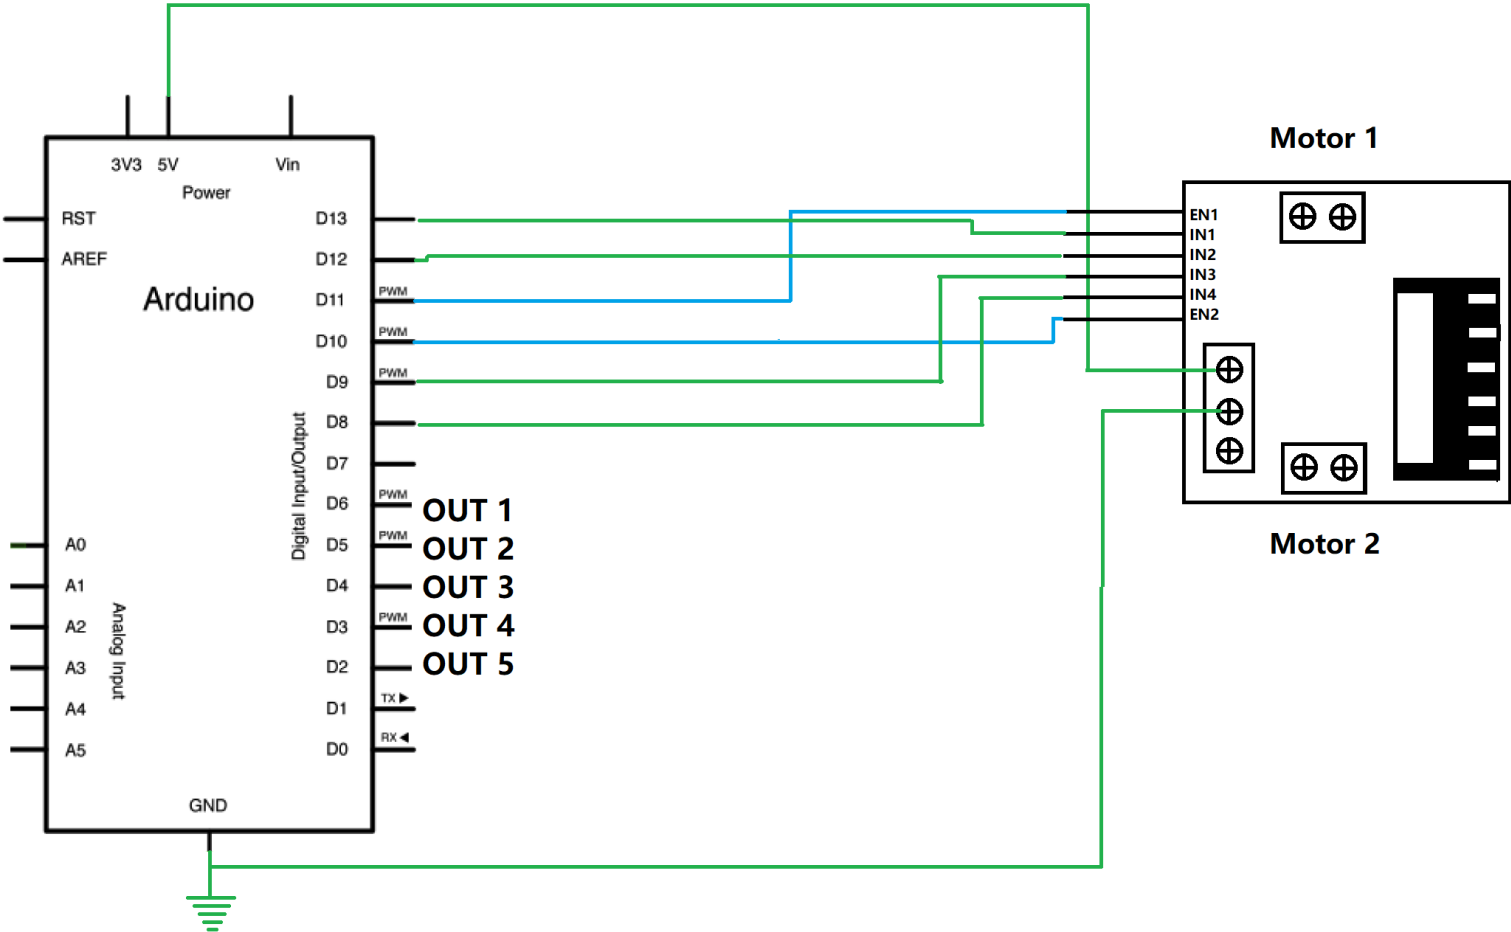 Motor 1
3V3 5V Vin
Power
RST
AREF
Arduino
D13
D12
D11 PWM
D10 PWM
D9 PWM
D8
D7
D6 PWM OUT 1
D5 PWM OUT 2
D4 OUT 3
D3 PWM OUT 4
D2 OUT 5
D1 TX
D0 RX
Digital Input/Output
A0
A1
A2
A3
A4
A5
Analog Input
GND
EN1
IN1
IN2
IN3
IN4
EN2
Motor 2